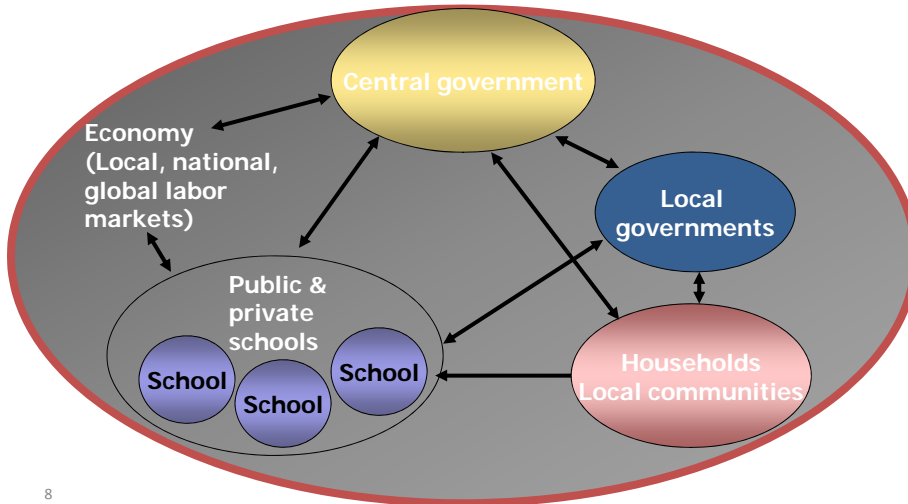 Central government
Economy
(Local, national,
global labor
markets)
Local
governments
Public &
private
schools
School
School
School
Households
Local communities
8